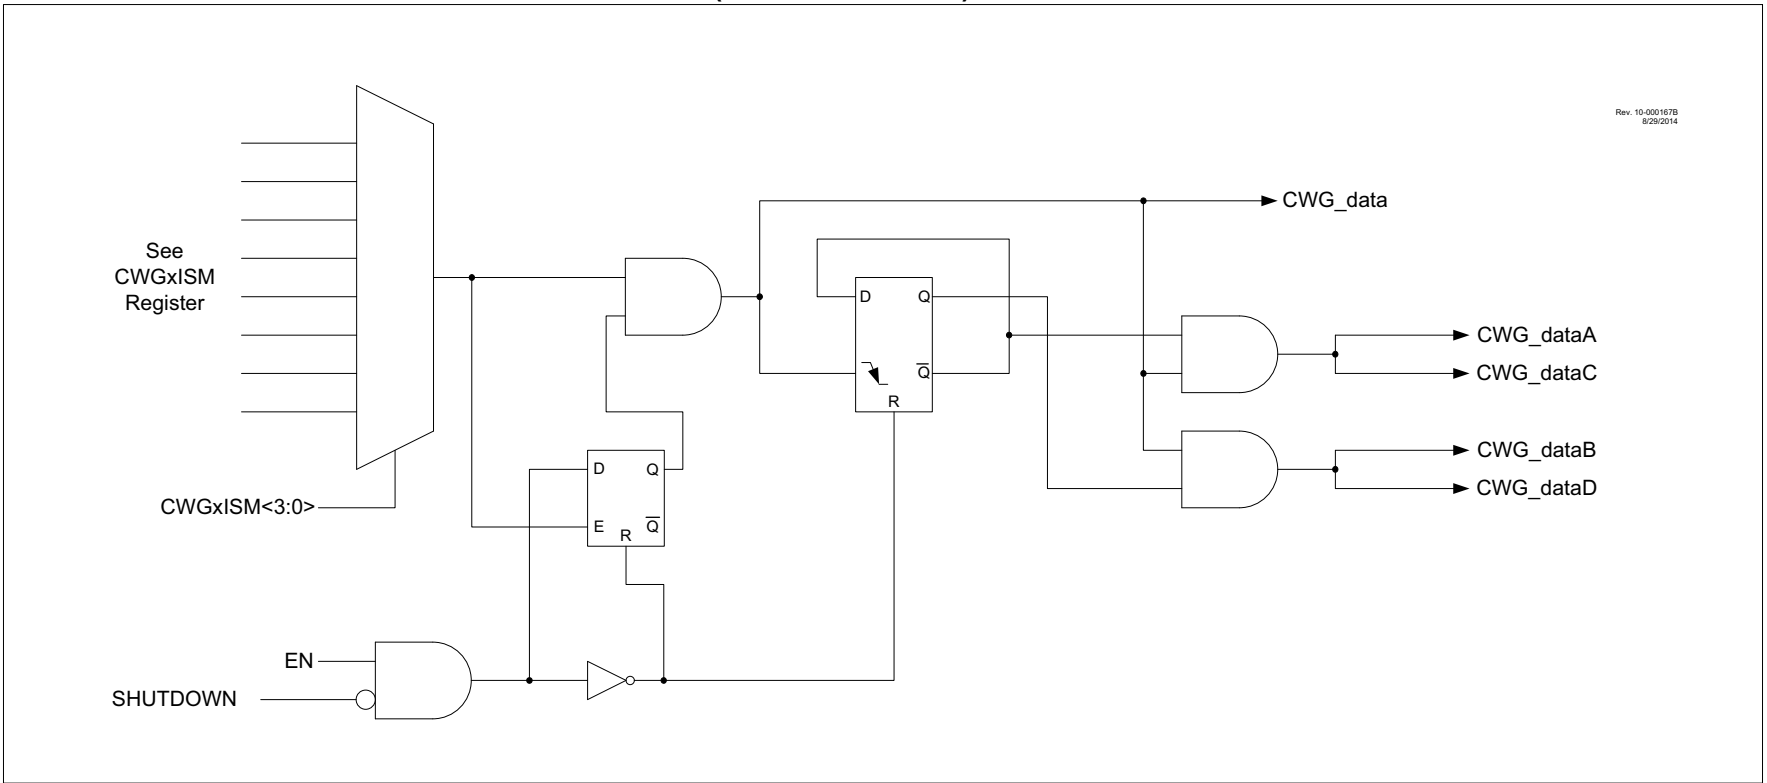 Rev. 10-000167B
8/29/2014
See
CWGxISM
Register
CWGxISM<3:0>
EN
SHUTDOWN
D
Q
E
R
Q̅
D
Q
Q̅
R
CWG_data
CWG_dataA
CWG_dataC
CWG_dataB
CWG_dataD